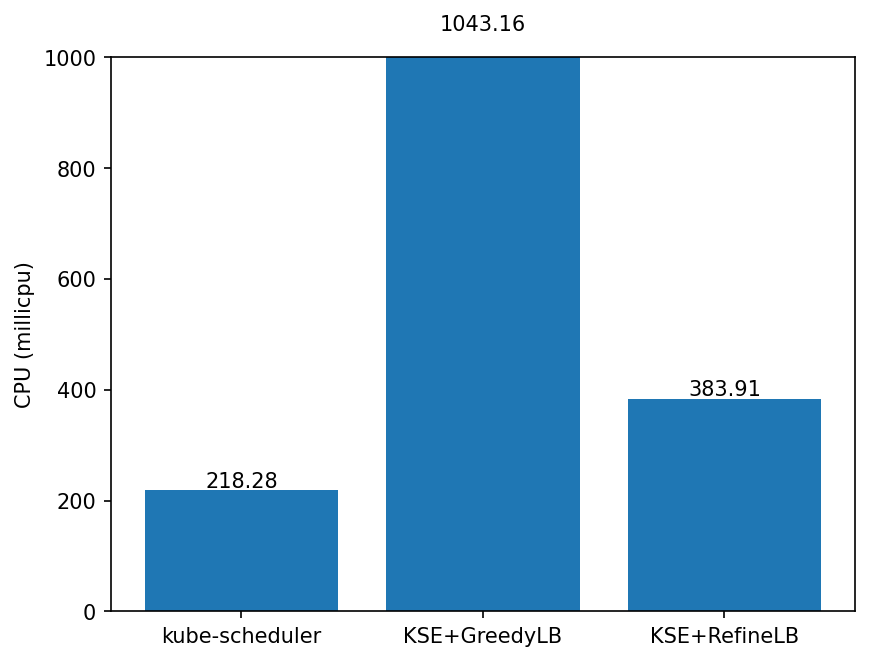 1043.16
1000
800
600
400
200
0
CPU (millicpu)
218.28
383.91
kube-scheduler
KSE+GreedyLB
KSE+RefineLB